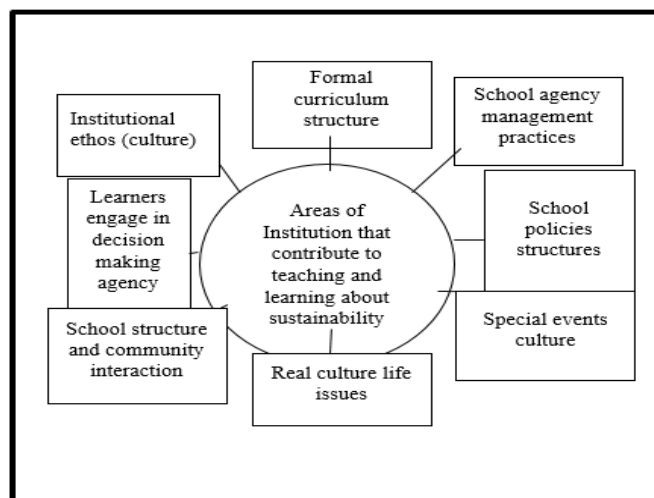 Formal
curriculum
structure
School agency
management
practices
Institutional
ethos (culture)
Learners
engage in
decision
making
agency
Areas of
Institution that
contribute to
teaching and
learning about
sustainability
School
policies
structures
School structure
and community
interaction
Special events
culture
Real culture life
issues